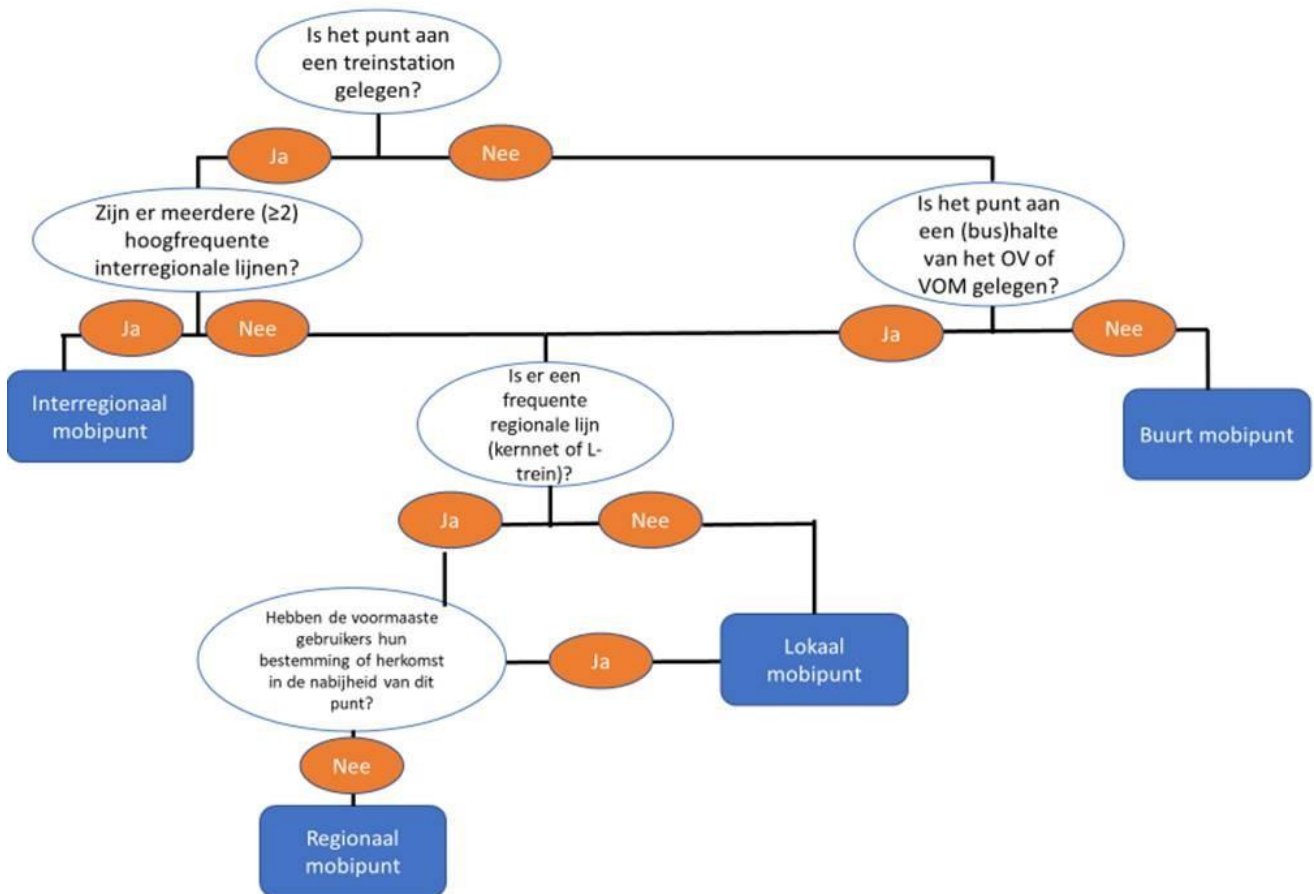 Is het punt aan
een treinstation
gelegen?
Ja
Nee
Zijn er meerdere (≥2)
hoogfrequente
interregionale lijnen?
Is het punt aan
een (bus)halte
van het OV of
VOM gelegen?
Ja
Nee
Ja
Nee
Interregionaal
mobipunt
Is er een
frequente
regionale lijn
(kernnet of L-
trein)?
Buurt mobipunt
Ja
Nee
Hebben de voormaaste
gebruikers hun
bestemming of herkomst
in de nabijheid van dit
punt?
Ja
Lokaal
mobipunt
Nee
Regionaal
mobipunt